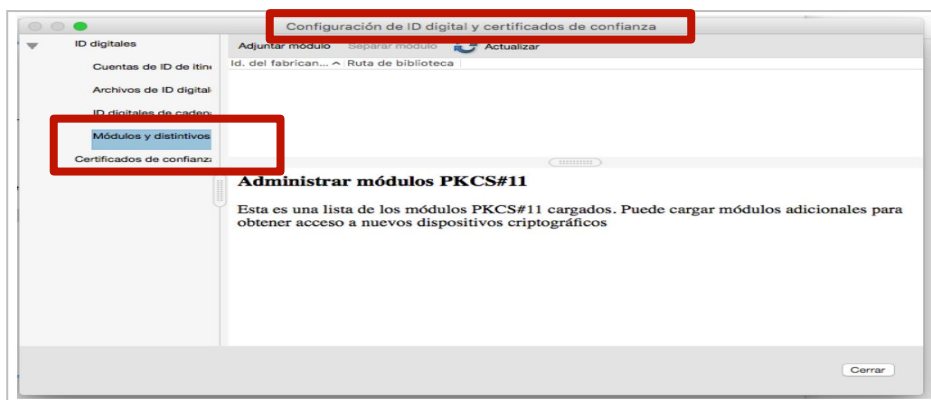 Configuración de ID digital y certificados de confianza
ID digitales
Cuentas de ID de itine
Archivos de ID digital
ID digitales de cadena
Módulos y distintivos
Certificados de confianza
Adjuntar módulo Separar módulo Actualizar
Id. del fabrican... Ruta de biblioteca
Administrar módulos PKCS#11
Esta es una lista de los módulos PKCS#11 cargados. Puede cargar módulos adicionales para
obtener acceso a nuevos dispositivos criptográficos
Cerrar